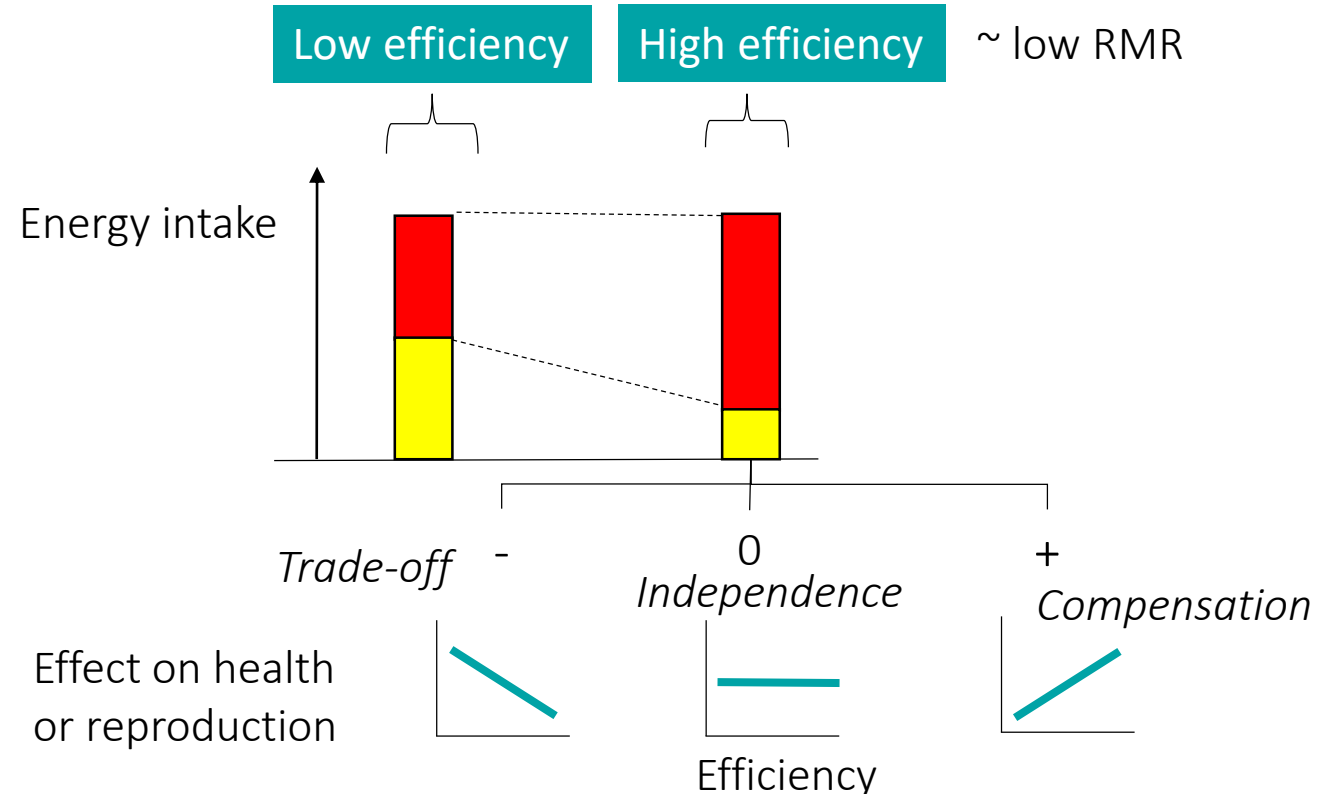 Low efficiency
High efficiency
~ low RMR
Energy intake
-
0
+
Trade-off
Independence
Compensation
Effect on health
or reproduction
Efficiency